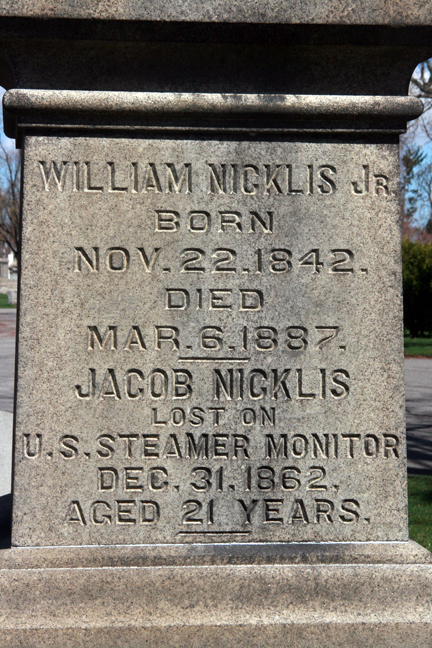 WILLIAM NICKLIS JR.
BORN
NOV. 22. 1842.
DIED
MAR. 6. 1887.
JACOB NICKLIS
LOST ON
U.S. STEAMER MONITOR
DEC. 31. 1862.
AGED 21 YEARS.